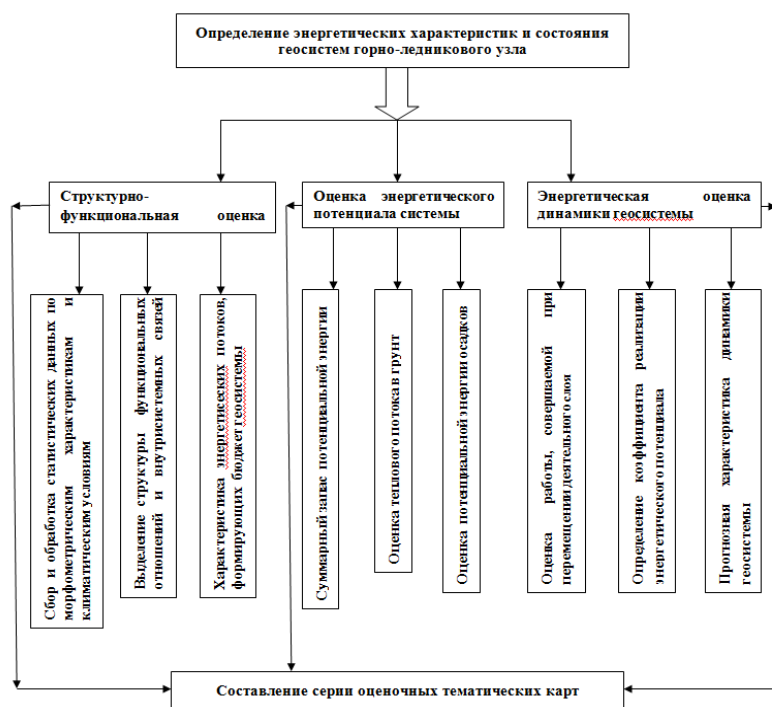 Определение энергетических характеристик и состояния
геосистем горно-ледникового узла
Структурно-
функциональная оценка
Оценка энергетического
потенциала системы
Энергетическая оценка
динамики геосистемы
Сбор и обработка статистических данных по
морфометрическим характеристикам и
климатическим условиям
Выделение структуры функциональных
отношений и внутрисистемных связей
Характеристика энергетисеских потоков,
формирующих бюджет геосистемы
Суммарный запас потенциальной энергии
Оценка теплового потока в грунт
Оценка потенциальной энергии осадков
Оценка работы, совершаемой при
перемещении деятельного слоя
Определение коэффициента реализации
энергетического потенциала
Прогнозная характеристика динамики
геосистемы
Составление серии оценочных тематических карт